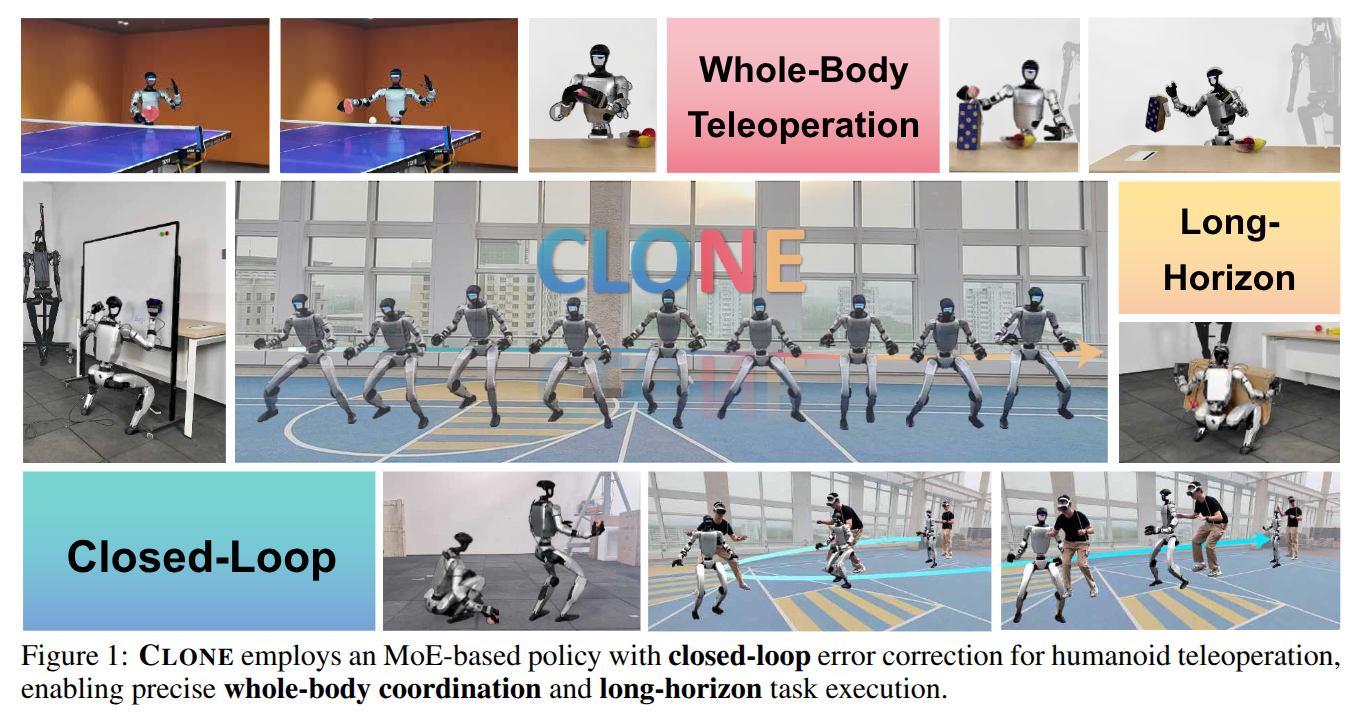 Whole-Body
Teleoperation
CLONE
Long-
Horizon
Closed-Loop
Figure 1: CLONE employs an MoE-based policy with closed-loop error correction for humanoid teleoperation,
enabling precise whole-body coordination and long-horizon task execution.